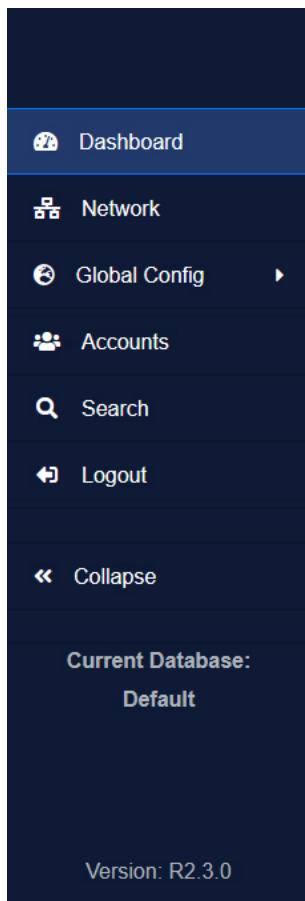 Dashboard
Network
Global Config
Accounts
Search
Logout
Collapse
Current Database:
Default
Version: R2.3.0